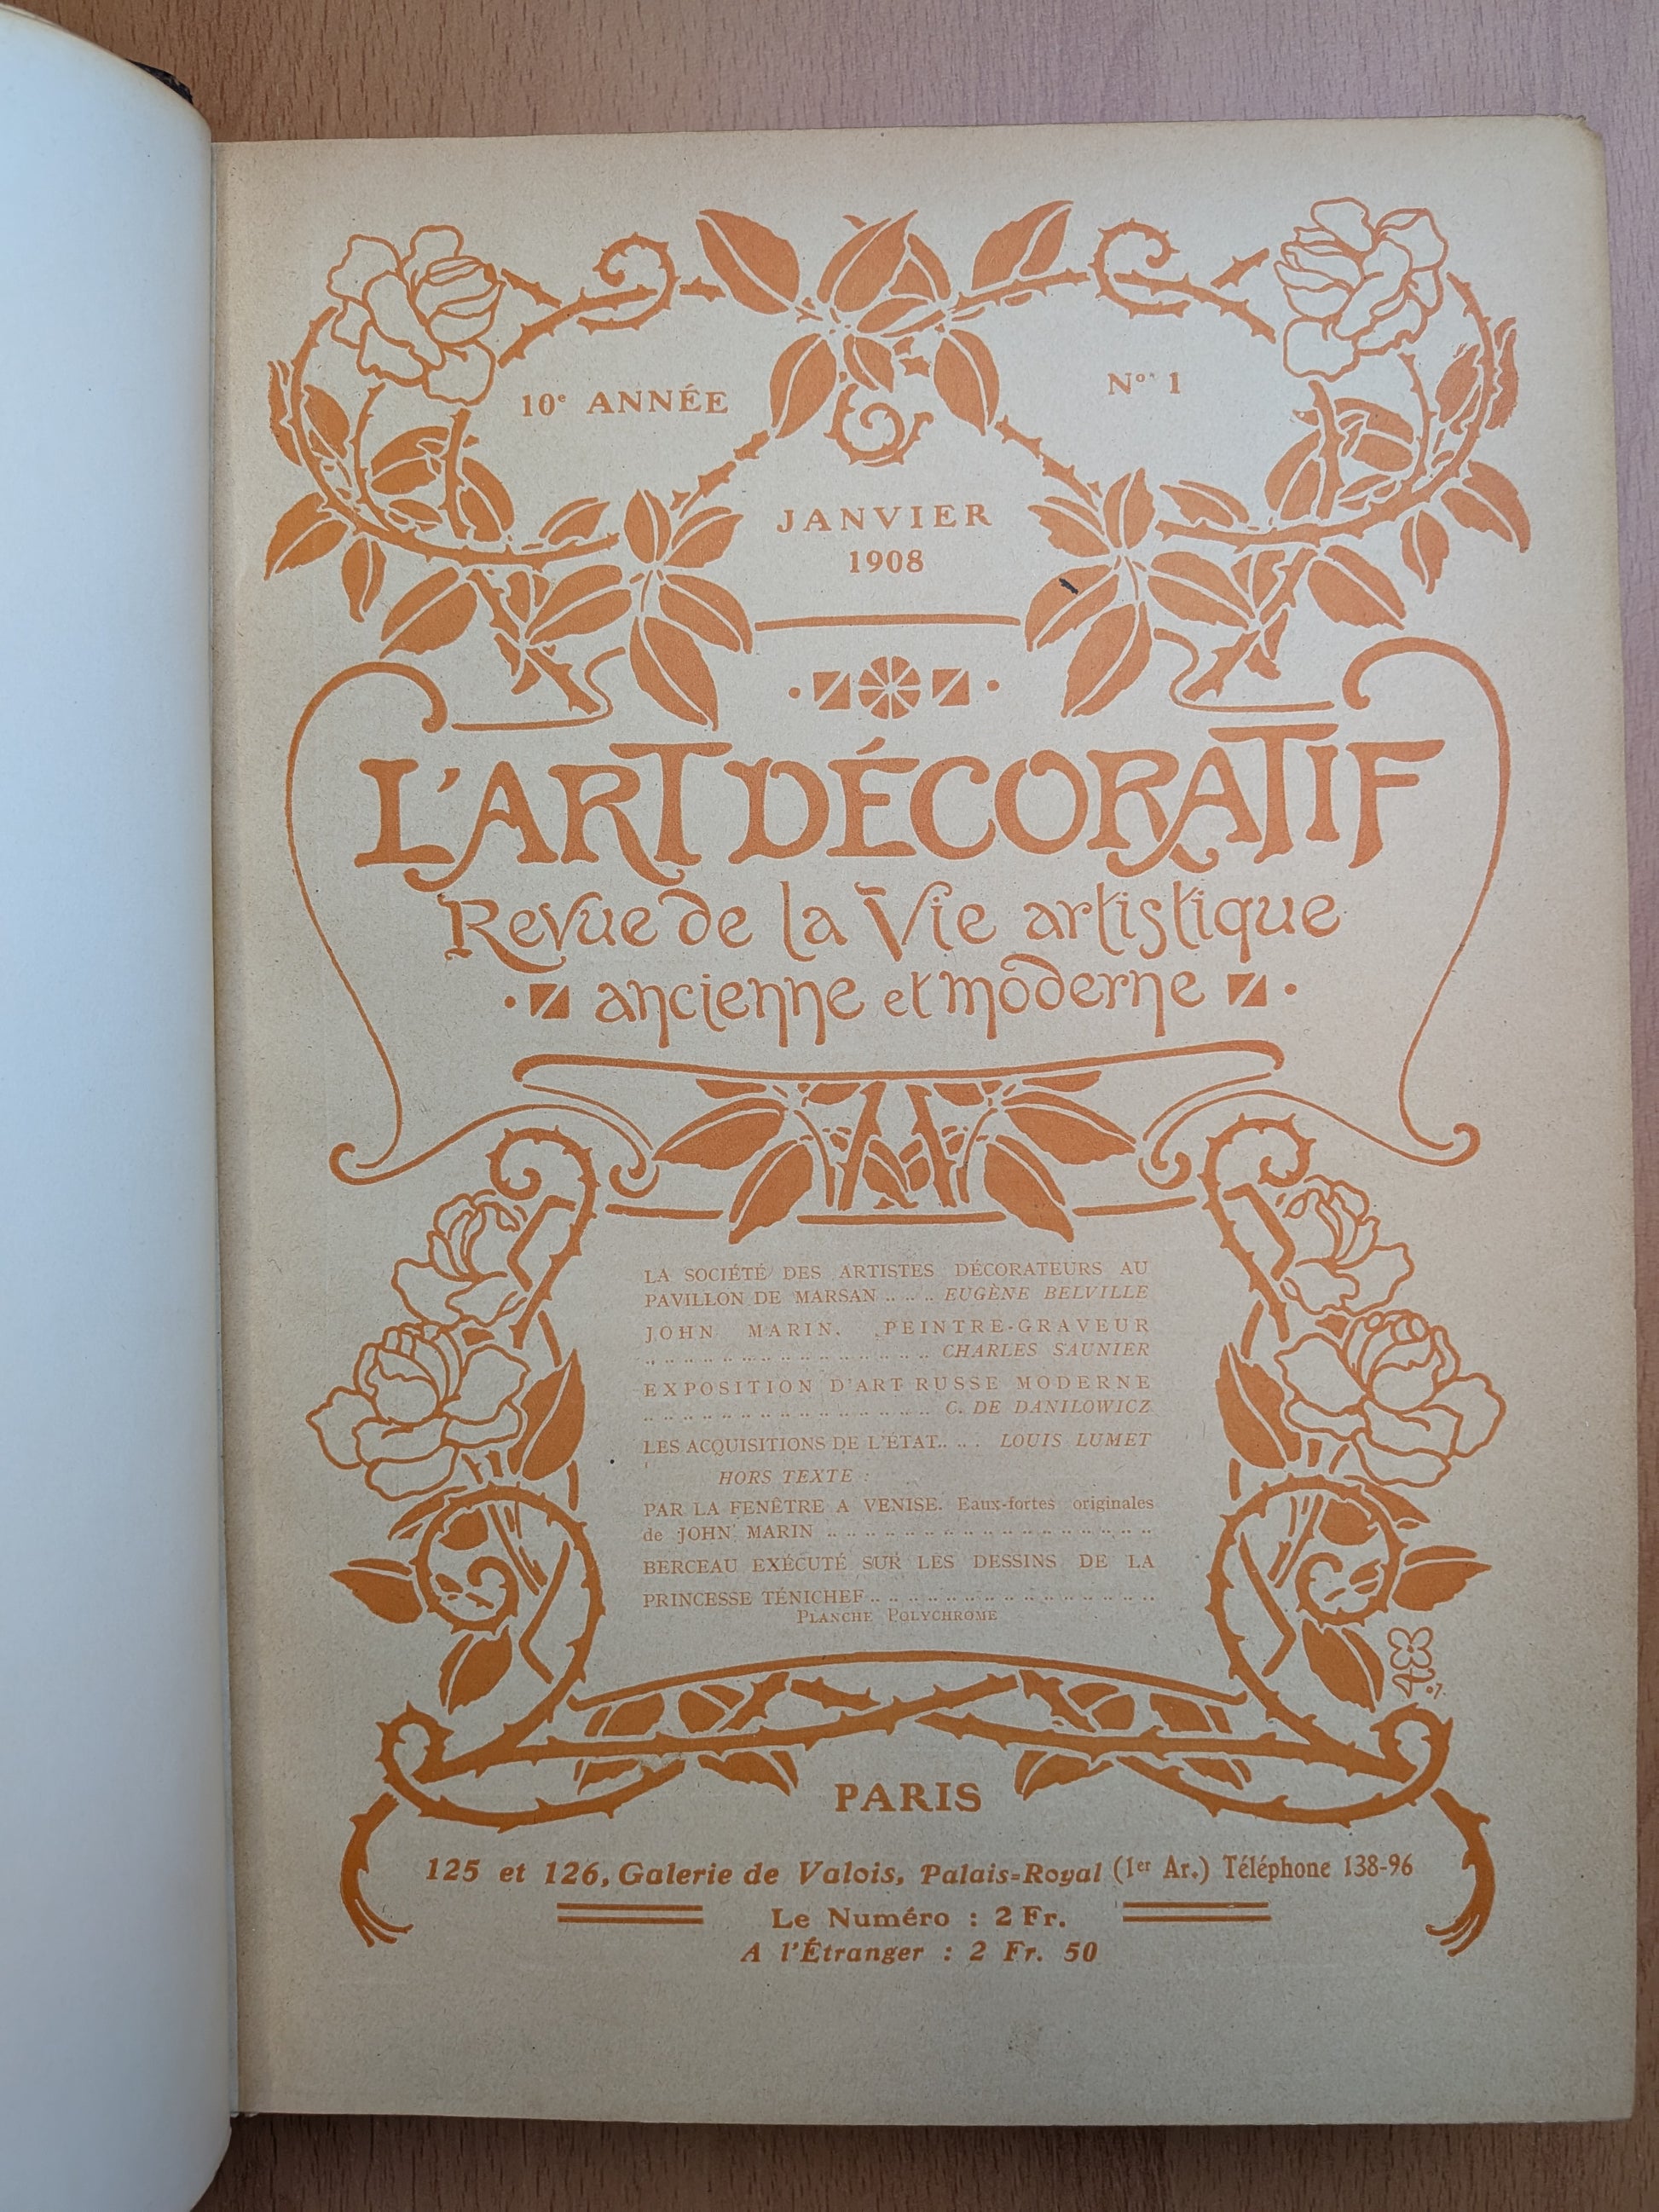 10e ANNÉE
No. 1
JANVIER
1908
L'ART DÉCORATIF
Revue de la Vie artistique
ancienne et moderne
LA SOCIÉTÉ DES ARTISTES DÉCORATEURS AU
PAVILLON DE MARSAN .. .. .. EUGÈNE BELVILLE
JOHN MARIN, PEINTRE-GRAVEUR
.. .. .. .. .. .. .. .. .. .. .. .. .. .. .. CHARLES SAUNIER
EXPOSITION D'ART RUSSE MODERNE
.. .. .. .. .. .. .. .. .. .. .. .. .. .. .. C. DE DANILOWICZ
LES ACQUISITIONS DE L'ÉTAT.. .. . LOUIS LUMET
HORS TEXTE :
PAR LA FENÊTRE A VENISE. Eaux-fortes originales
de JOHN MARIN .. .. .. .. .. .. .. .. .. .. .. .. .. .. .. .. ..
BERCEAU EXÉCUTÉ SUR LES DESSINS DE LA
PRINCESSE TÉNICHEF .. .. .. .. .. .. .. .. .. .. .. .. .. .. ..
PLANCHE POLYCHROME
07.
PARIS
125 et 126, Galerie de Valois, Palais=Royal (1er Ar.) Téléphone 138-96
Le Numéro : 2 Fr.
A l'Étranger : 2 Fr. 50